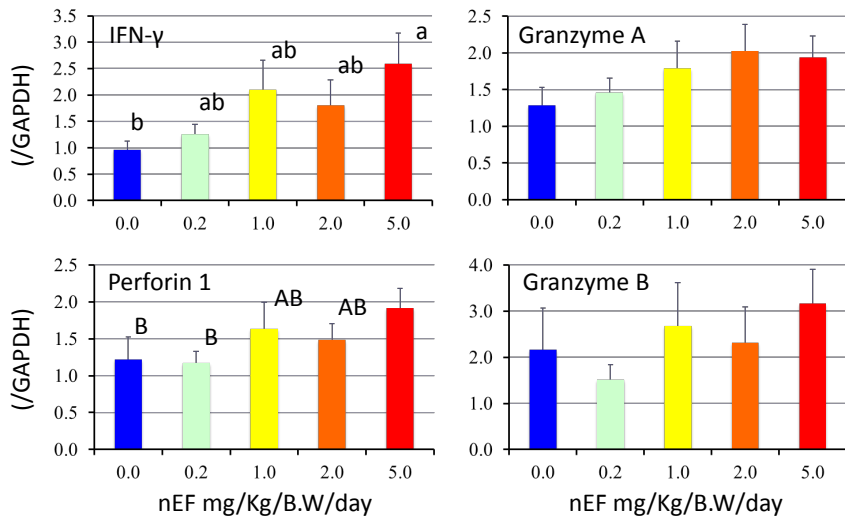 IFN-γ
(/GAPDH)
3.5
3.0
2.5
2.0
1.5
1.0
0.5
0.0
b
ab
ab
ab
a
0.0 0.2 1.0 2.0 5.0
Granzyme A
2.5
2.0
1.5
1.0
0.5
0.0
0.0 0.2 1.0 2.0 5.0
Perforin 1
(/GAPDH)
2.5
2.0
1.5
1.0
0.5
0.0
B
B
AB
AB
0.0 0.2 1.0 2.0 5.0
nEF mg/Kg/B.W/day
Granzyme B
4.0
3.0
2.0
1.0
0.0
0.0 0.2 1.0 2.0 5.0
nEF mg/Kg/B.W/day